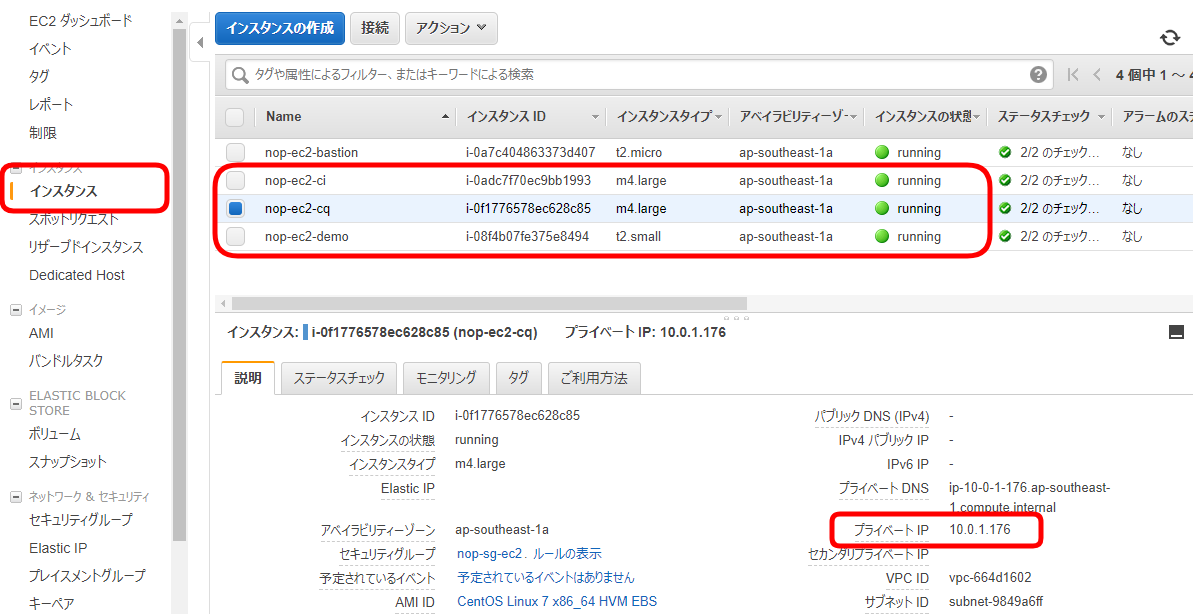 EC2 ダッシュボード
イベント
タグ
レポート
制限
インスタンス
インスタンス
スポットリクエスト
リザーブドインスタンス
Dedicated Host
イメージ
AMI
バンドルタスク
ELASTIC BLOCK
STORE
ボリューム
スナップショット
ネットワーク & セキュリティ
セキュリティグループ
Elastic IP
プレイスメントグループ
キーペア
インスタンスの作成 接続 アクション
タグや属性によるフィルター、またはキーワードによる検索 4 個中 1 ～ 4
Name インスタンス ID インスタンスタイプ アベイラビリティーゾー インスタンスの状態 ステータスチェック アラームのス
nop-ec2-bastion i-0a7c404863373d407 t2.micro ap-southeast-1a running 2/2 のチェック... なし
nop-ec2-ci i-0adc7f70ec9bb1993 m4.large ap-southeast-1a running 2/2 のチェック... なし
nop-ec2-cq i-0f1776578ec628c85 m4.large ap-southeast-1a running 2/2 のチェック... なし
nop-ec2-demo i-08f4b07fe375e8494 t2.small ap-southeast-1a running 2/2 のチェック... なし
インスタンス: i-0f1776578ec628c85 (nop-ec2-cq) プライベート IP: 10.0.1.176
説明 ステータスチェック モニタリング タグ ご利用方法
インスタンス ID i-0f1776578ec628c85
インスタンスの状態 running
インスタンスタイプ m4.large
Elastic IP
アベイラビリティーゾーン ap-southeast-1a
セキュリティグループ nop-sg-ec2. ルールの表示
予定されているイベント 予定されているイベントはありません
AMI ID CentOS Linux 7 x86_64 HVM EBS
パブリック DNS (IPv4) -
IPv4 パブリック IP -
IPv6 IP -
プライベート DNS ip-10-0-1-176.ap-southeast-
1.compute.internal
プライベート IP 10.0.1.176
セカンダリプライベート IP
VPC ID vpc-664d1602
サブネット ID subnet-9849a6ff